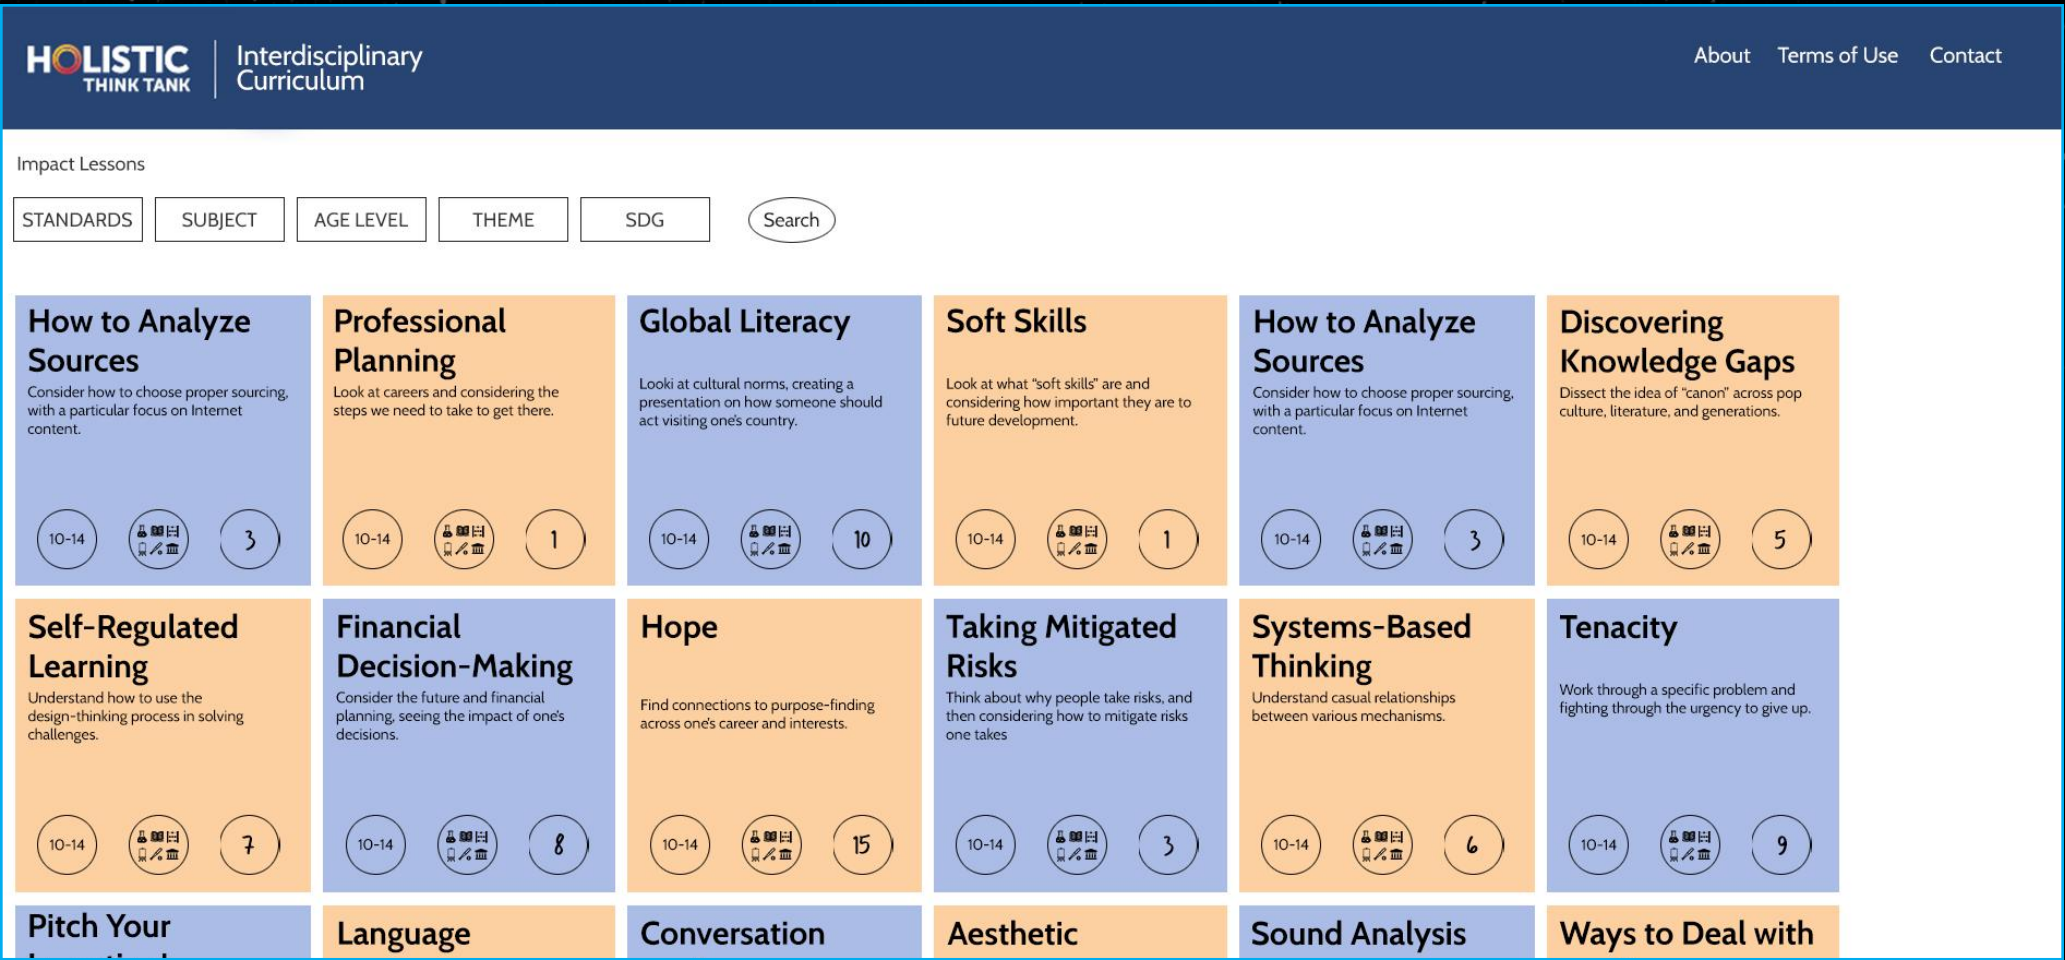 HOLISTIC
THINK TANK
Interdisciplinary
Curriculum
About
Terms of Use
Contact
Impact Lessons
STANDARDS
SUBJECT
AGE LEVEL
THEME
SDG
Search
How to Analyze
Sources
Consider how to choose proper sourcing,
with a particular focus on Internet
content.
10-14
3
Professional
Planning
Look at careers and considering the
steps we need to take to get there.
10-14
1
Global Literacy
Looki at cultural norms, creating a
presentation on how someone should
act visiting one's country.
10-14
10
Soft Skills
Look at what “soft skills” are and
considering how important they are to
future development.
10-14
1
How to Analyze
Sources
Consider how to choose proper sourcing,
with a particular focus on Internet
content.
10-14
3
Discovering
Knowledge Gaps
Dissect the idea of “canon” across pop
culture, literature, and generations.
10-14
5
Self-Regulated
Learning
Understand how to use the
design-thinking process in solving
challenges.
10-14
7
Financial
Decision-Making
Consider the future and financial
planning, seeing the impact of one's
decisions.
10-14
8
Hope
Find connections to purpose-finding
across one's career and interests.
10-14
15
Taking Mitigated
Risks
Think about why people take risks, and
then considering how to mitigate risks
one takes
10-14
3
Systems-Based
Thinking
Understand casual relationships
between various mechanisms.
10-14
6
Tenacity
Work through a specific problem and
fighting through the urgency to give up.
10-14
9
Pitch Your
Language
Conversation
Aesthetic
Sound Analysis
Ways to Deal with